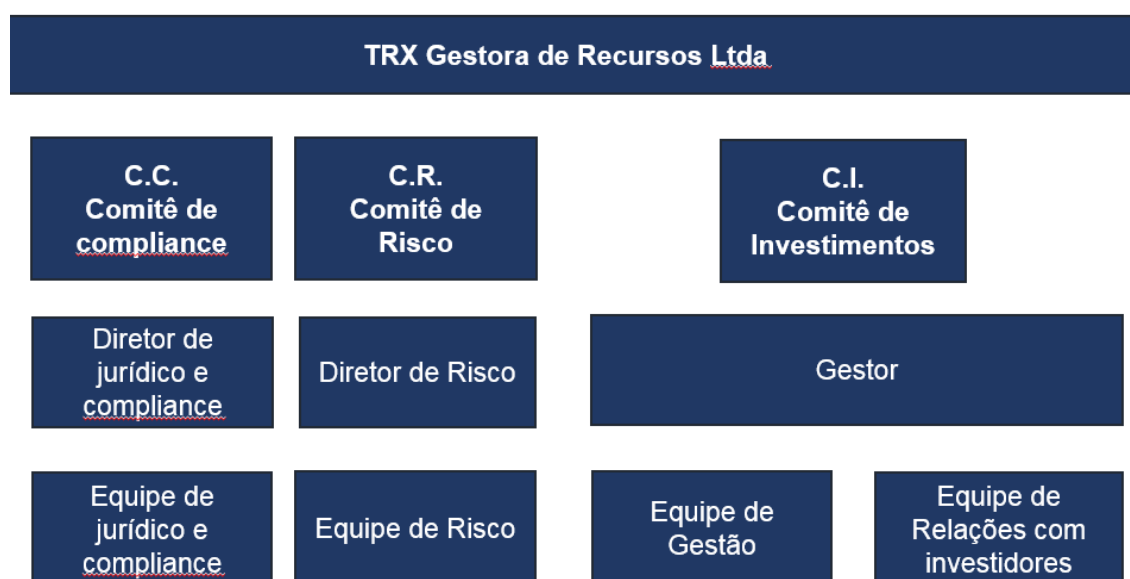 TRX Gestora de Recursos Ltda
C.C.
Comitê de
compliance
C.R.
Comitê de
Risco
C.I.
Comitê de
Investimentos
Diretor de
jurídico e
compliance
Diretor de Risco
Gestor
Equipe de
jurídico e
compliance
Equipe de Risco
Equipe de
Gestão
Equipe de
Relações com
investidores